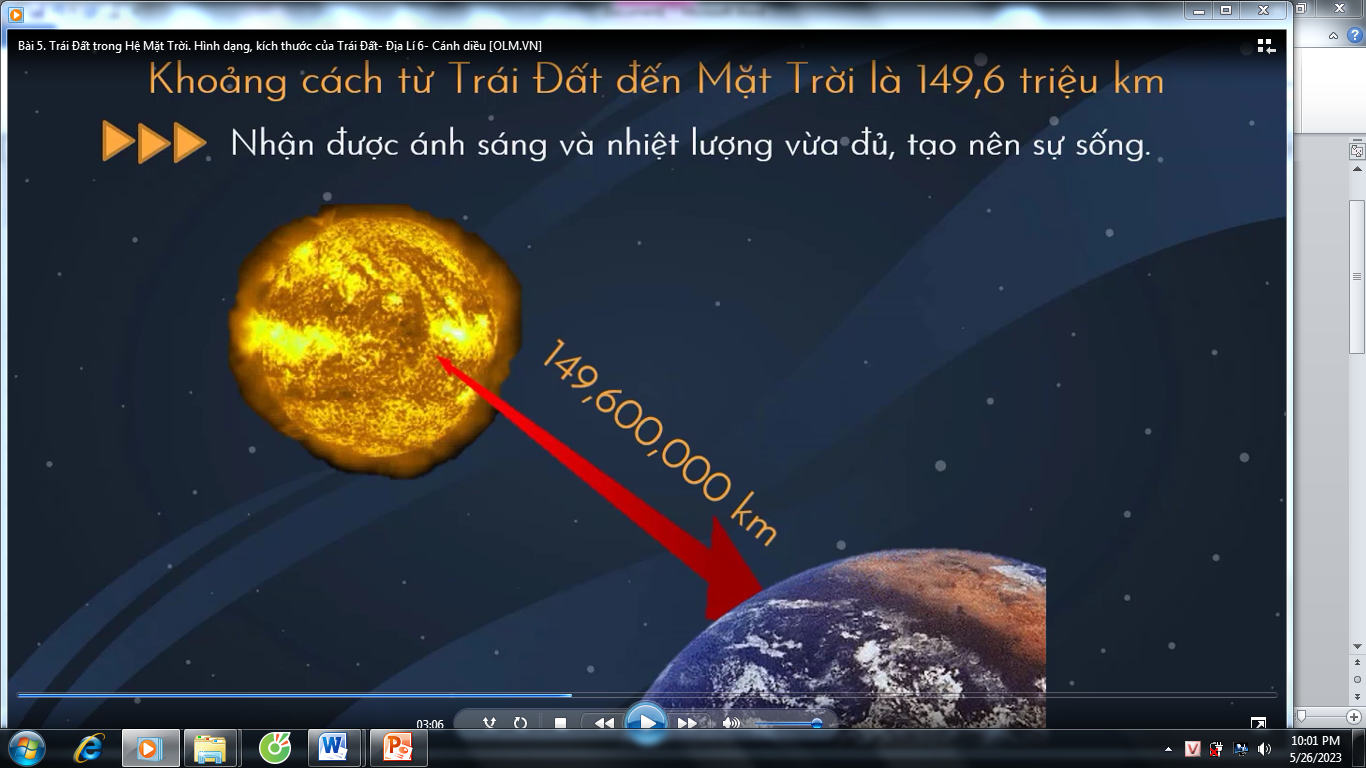 Bài 5. Trái Đất trong Hệ Mặt Trời. Hình dạng, kích thước của Trái Đất- Địa Lí 6- Cánh diều [OLM.VN]
Khoảng cách từ Trái Đất đến Mặt Trời là 149,6 triệu km
Nhận được ánh sáng và nhiệt lượng vừa đủ, tạo nên sự sống.
149,600,000 km
03:06
10:01 PM
5/26/2023